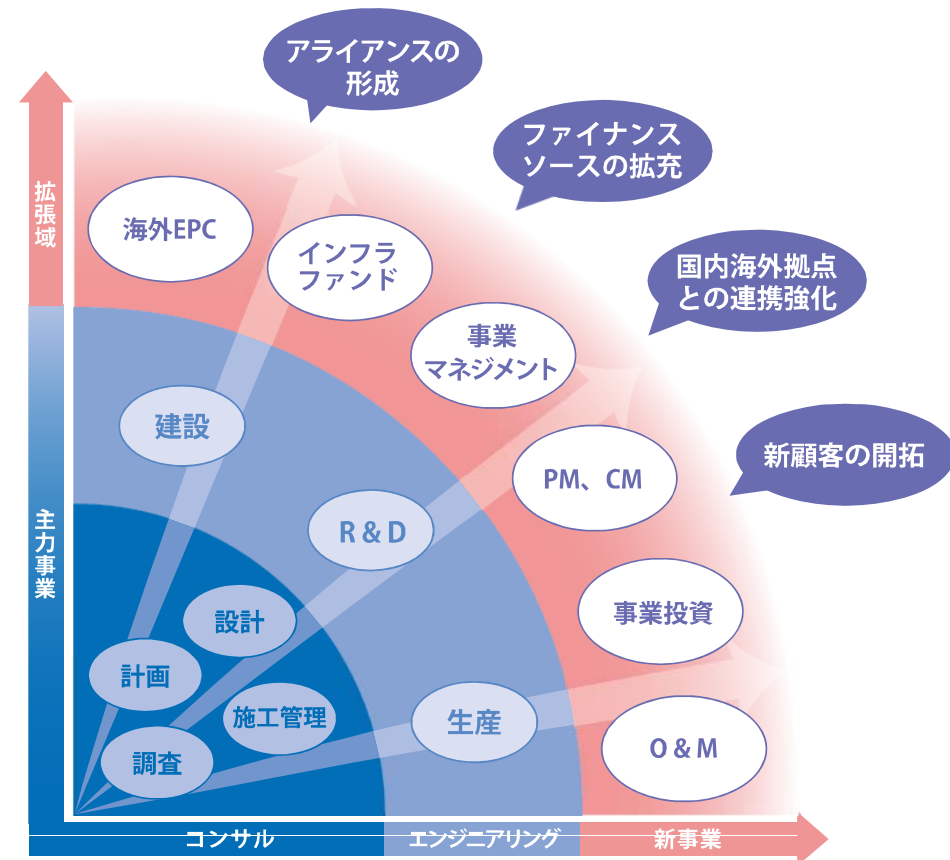 アライアンスの
形成
ファイナンス
ソースの拡充
国内海外拠点
との連携強化
新顧客の開拓
拡張域
主力事業
海外EPC
インフラ
ファンド
事業
マネジメント
PM、CM
事業投資
O & M
建設
R & D
生産
設計
計画
施工管理
調査
コンサル
エンジニアリング
新事業